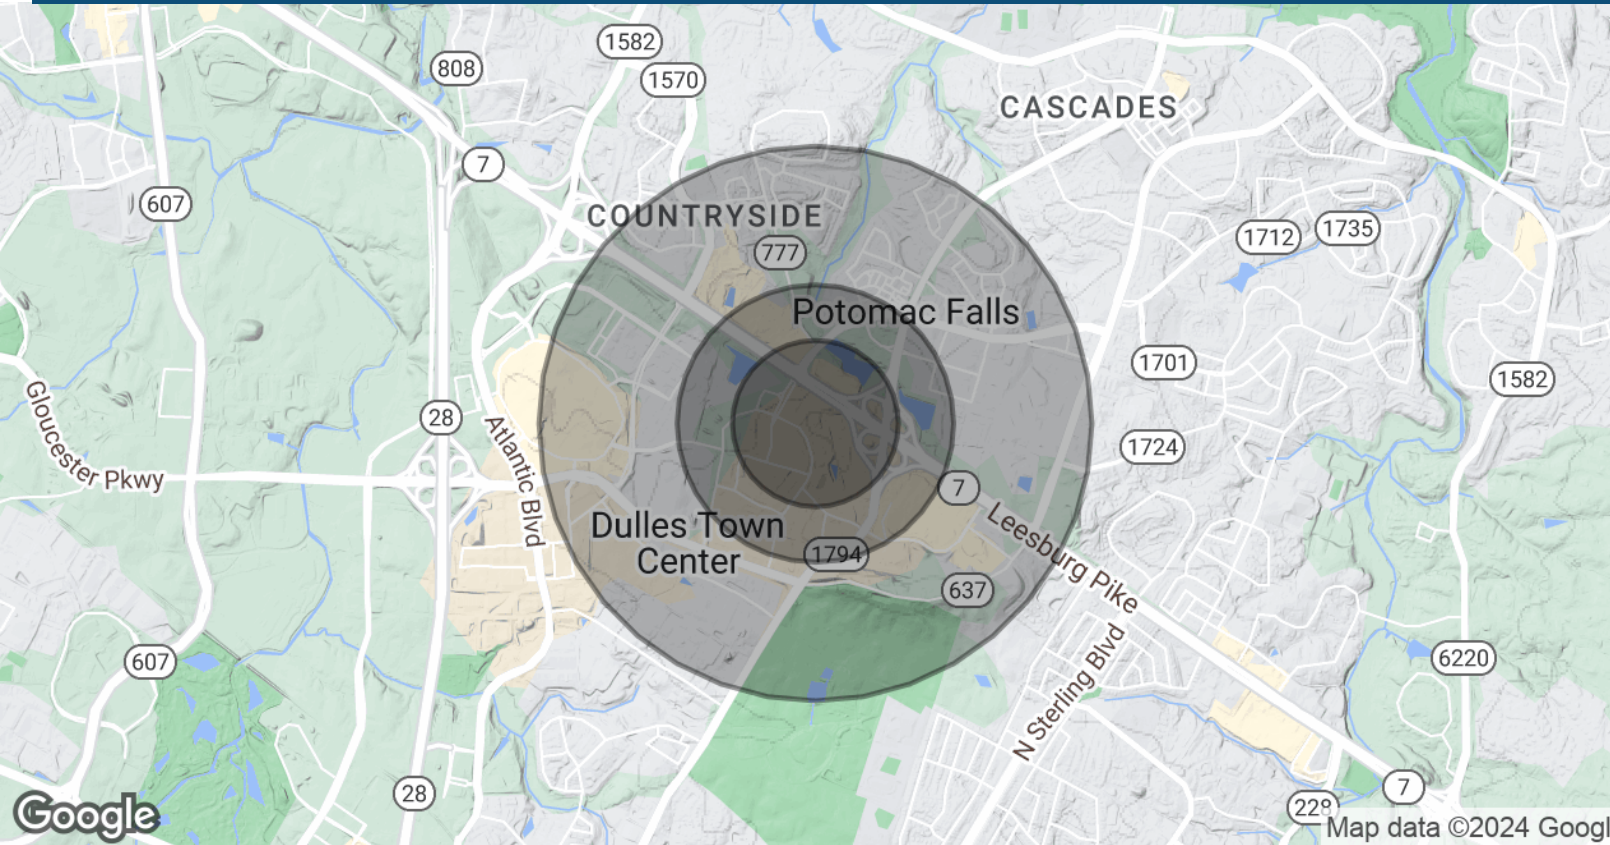 1582
808
1570
CASCADES
7
607
COUNTRYSIDE
1735
1712
777
Potomac Falls
1701
1582
Gloucester Pkwy
28
Atlantic Blvd
1724
7
Leesburg Pike
Dulles Town
Center
1794
637
N Sterling Blvd
607
6220
28
7
228
Google
Map data ©2024 Googl